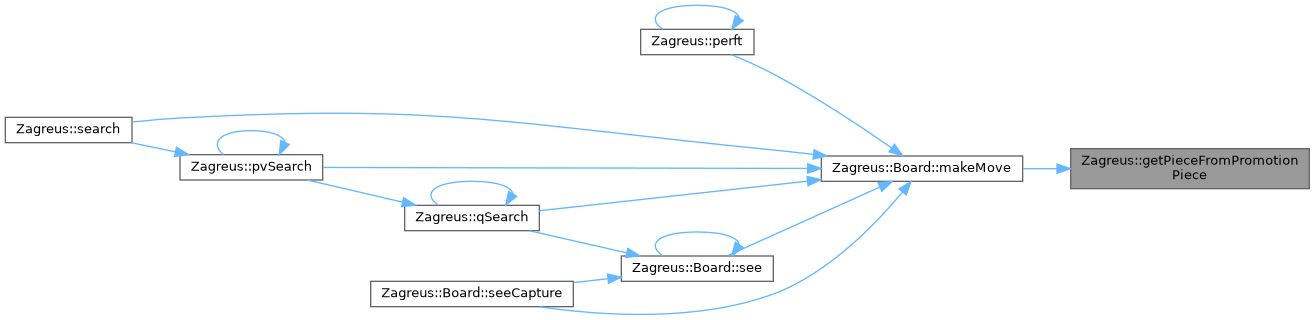 Zagreus::perft
Zagreus::search
Zagreus::pvSearch
Zagreus::Board::makeMove
Zagreus::getPieceFromPromotion
Piece
Zagreus::qSearch
Zagreus::Board::see
Zagreus::Board::seeCapture